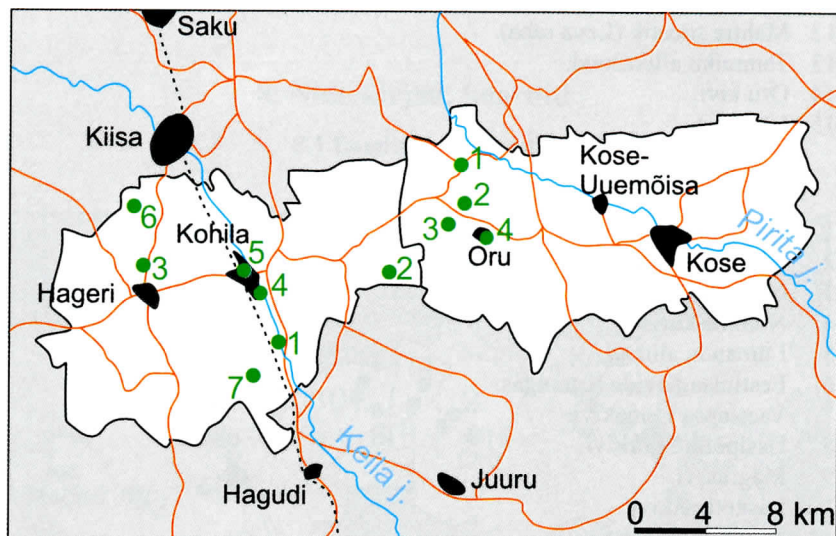 Saku
Kiisa
1
Kose-
Uuemõisa
2
6
3
4
Kohila
5
Oru
Pirita j.
3
2
Kose
Hageri
4
1
7
Keila j.
Hagudi
Juuru
0 4 8 km